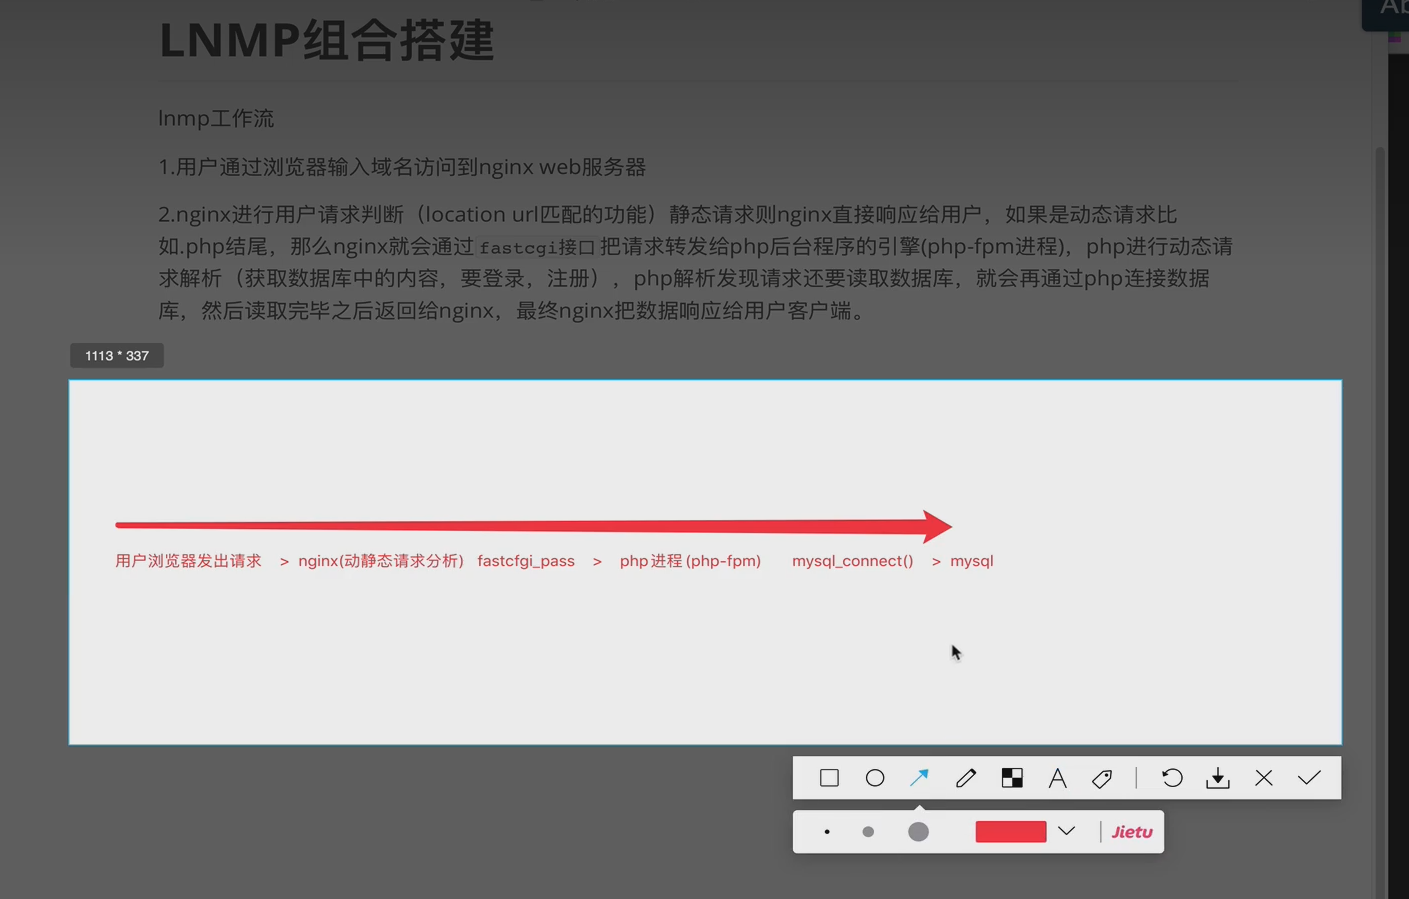 Ab
LNMP组合搭建
lnmp工作流
1.用户通过浏览器输入域名访问到nginx web服务器
2.nginx进行用户请求判断（location url匹配的功能）静态请求则nginx直接响应给用户，如果是动态请求比
如.php结尾，那么nginx就会通过fastcgi接口把请求转发给php后台程序的引擎(php-fpm进程)，php进行动态请
求解析（获取数据库中的内容，要登录，注册），php解析发现请求还要读取数据库，就会再通过php连接数据
库，然后读取完毕之后返回给nginx，最终nginx把数据响应给用户客户端。
1113 * 337
用户浏览器发出请求 > nginx(动静态请求分析) fastcfgi_pass > php进程(php-fpm) mysql_connect() > mysql
A
Jietu